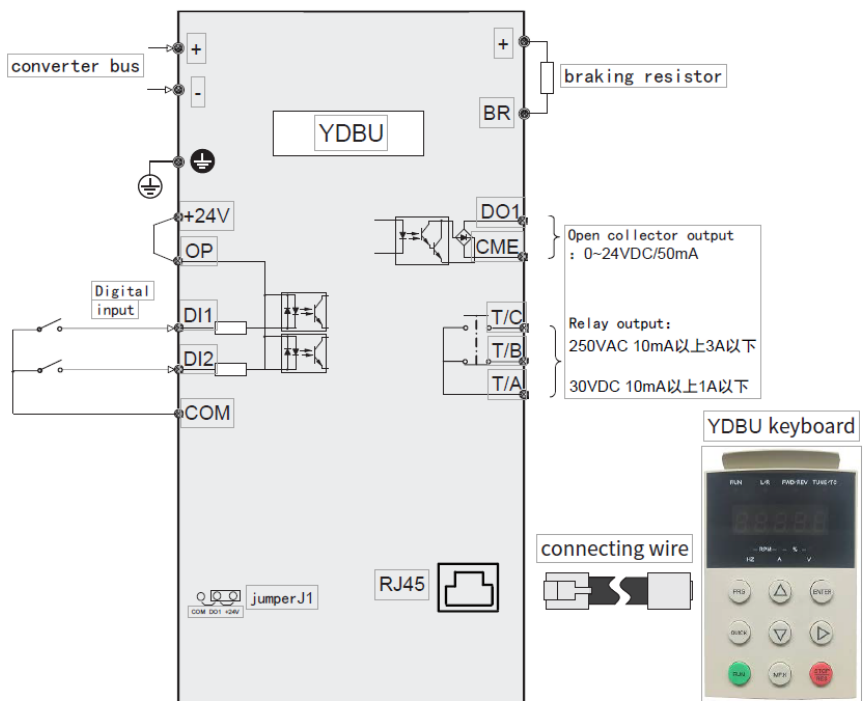 converter bus
+
-
+
BR
braking resistor
YDBU
+24V
OP
DO1
CME
Open collector output
: 0~24VDC/50mA
Digital
input
DI1
DI2
COM
T/C
T/B
T/A
Relay output:
250VAC 10mA以上3A以下
30VDC 10mA以上1A以下
YDBU keyboard
RUN L/R FWD/REV TUNE/TC
RPM %
HZ A V
PRG
ENTER
QUICK
RUN
MF.K
connecting wire
RJ45
jumperJ1
COM DO1 +24V